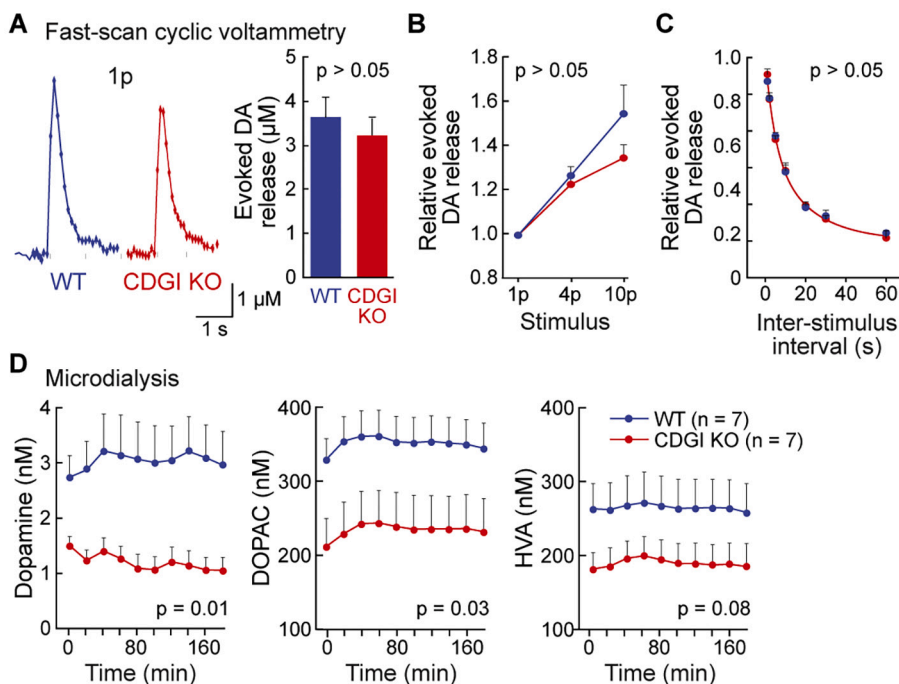 A Fast-scan cyclic voltammetry
1p
WT
CDGI KO
1 µM
1 s
Evoked DA
release (µM)
5
4
3
2
1
0
p > 0.05
WT
CDGI
KO
B
Relative evoked
DA release
1.8
1.6
1.4
1.2
1.0
0.8
p > 0.05
1p 4p 10p
Stimulus
C
Relative evoked
DA release
1.0
0.8
0.8
0.4
0.4
0.2
0
p > 0.05
0 20 40 60
Inter-stimulus
interval (s)
D Microdialysis
Dopamine (nM)
4
3
1
1
0
p = 0.01
0 80 160
Time (min)
DOPAC (nM)
400
300
200
100
p = 0.03
0 80 160
Time (min)
HVA (nM)
400
300
200
100
WT (n = 7)
CDGI KO (n = 7)
p = 0.08
0 80 160
Time (min)